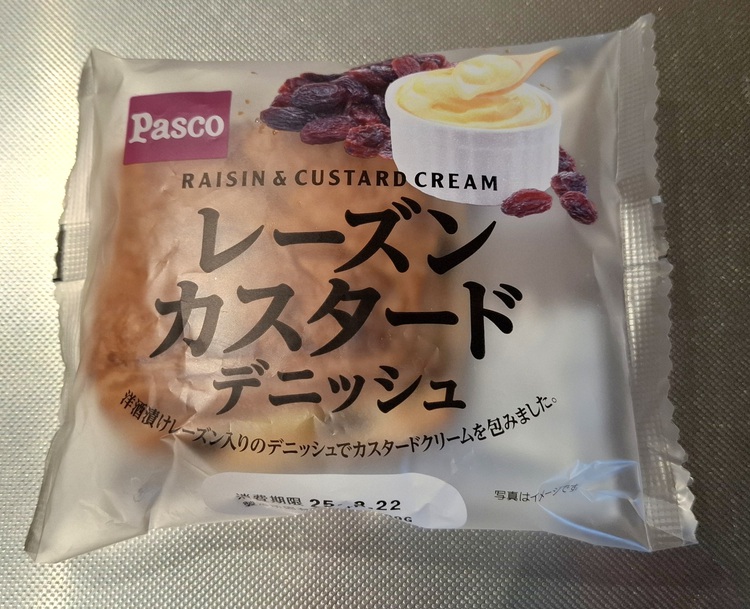 Pasco
RAISIN & CUSTARD CREAM
レーズン
カスタード
デニッシュ
洋酒漬けレーズン入りのデニッシュでカスタードクリームを包みました。
消費期限 25. 8.22
写真はイメージです